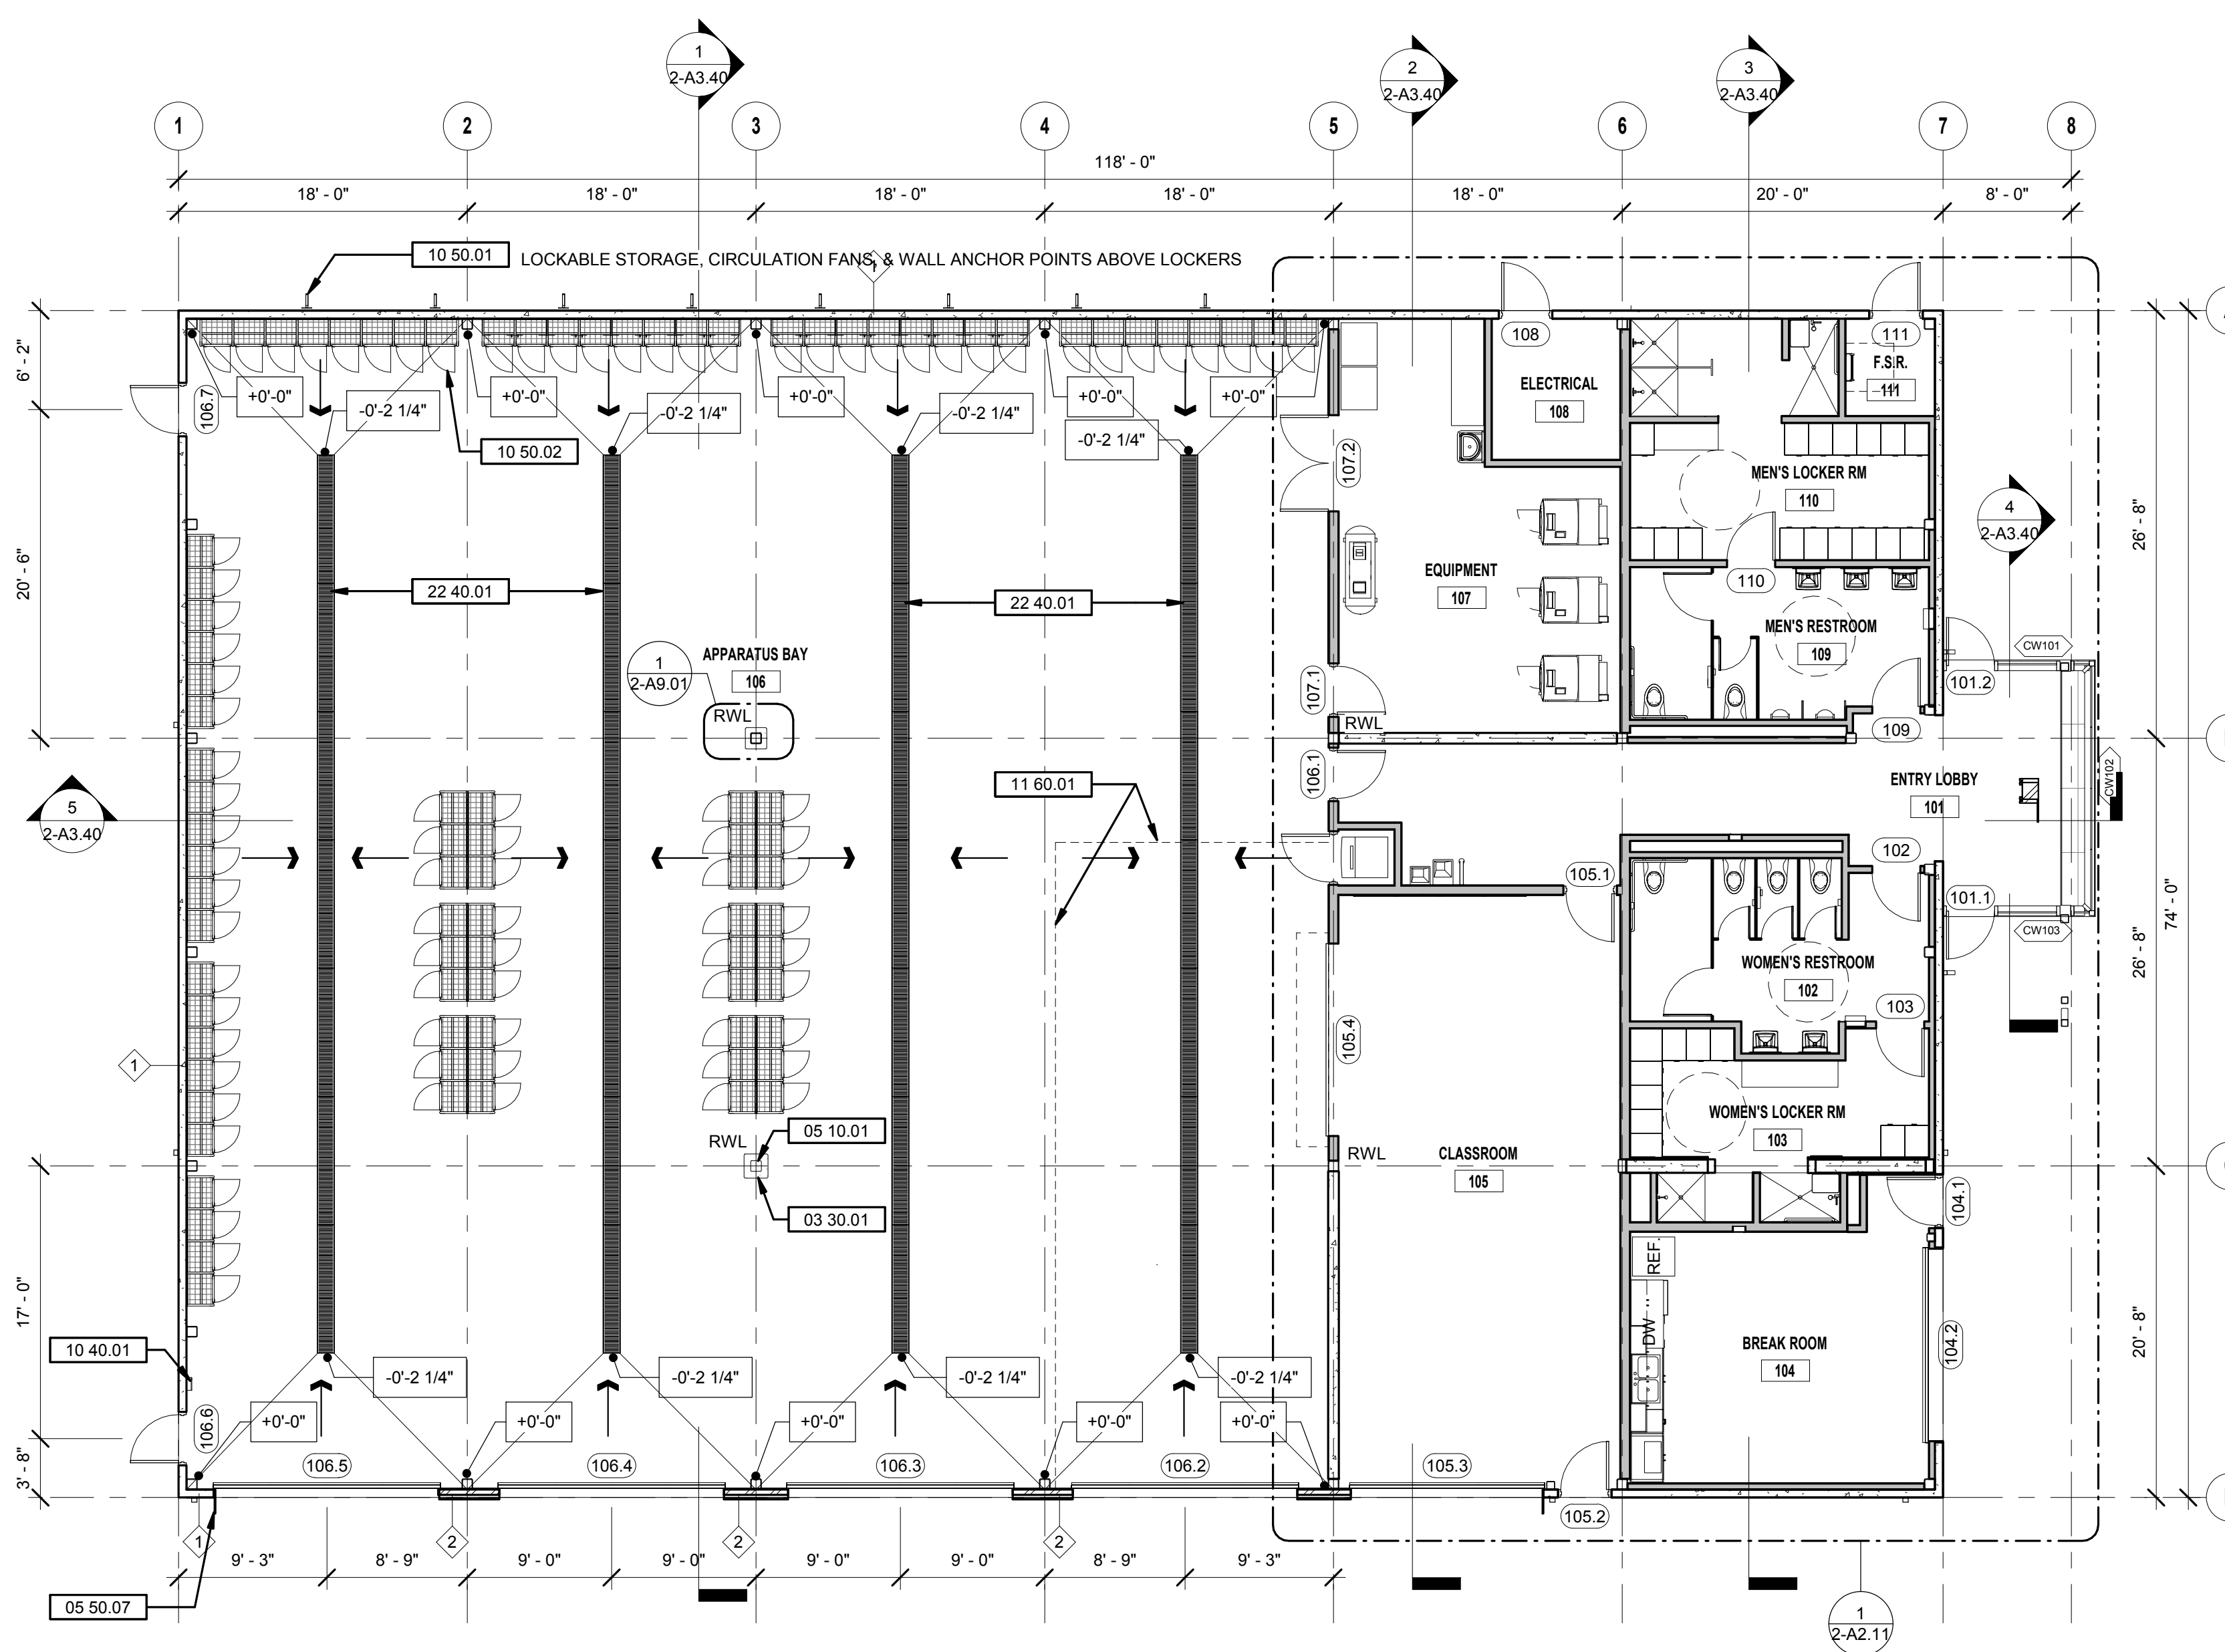 1
2-A3.40
2
2-A3.40
3
2-A3.40
1
2
3
4
5
6
7
8
118' - 0"
18' - 0"
18' - 0"
18' - 0"
18' - 0"
18' - 0"
20' - 0"
8' - 0"
10 50.01
LOCKABLE STORAGE, CIRCULATION FANS, & WALL ANCHOR POINTS ABOVE LOCKERS
1
6' - 2"
20' - 6"
17' - 0"
3' - 8"
108
111
F.S.R.
111
ELECTRICAL
108
106.7
+0'-0"
-0'-2 1/4"
+0'-0"
-0'-2 1/4"
+0'-0"
-0'-2 1/4"
+0'-0"
+0'-0"
-0'-2 1/4"
10 50.02
107.2
MEN'S LOCKER RM
110
4
2-A3.40
26' - 8"
EQUIPMENT
107
110
22 40.01
22 40.01
MEN'S RESTROOM
109
CW101
1
2-A9.01
APPARATUS BAY
106
RWL
107.1
101.2
RWL
109
106.1
11 60.01
ENTRY LOBBY
101
CW102
5
2-A3.40
102
105.1
101.1
74' - 0"
CW103
26' - 8"
WOMEN'S RESTROOM
102
103
105.4
1
WOMEN'S LOCKER RM
103
05 10.01
RWL
RWL
CLASSROOM
105
03 30.01
104.1
REF.
DW
BREAK ROOM
104
104.2
20' - 8"
10 40.01
-0'-2 1/4"
-0'-2 1/4"
-0'-2 1/4"
-0'-2 1/4"
106.6
+0'-0"
+0'-0"
+0'-0"
+0'-0"
+0'-0"
106.5
106.4
106.3
106.2
105.3
105.2
1
2
2
2
9' - 3"
8' - 9"
9' - 0"
9' - 0"
9' - 0"
9' - 0"
8' - 9"
9' - 3"
05 50.07
1
2-A2.11